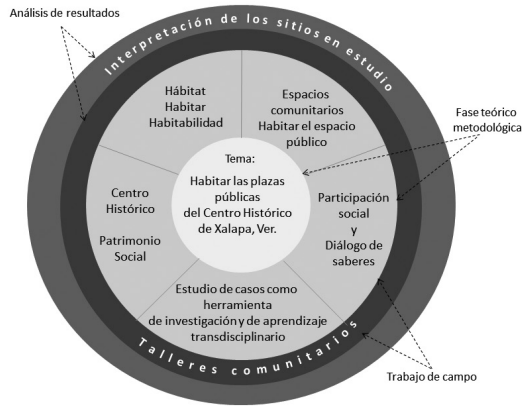 Análisis de resultados
Interpretación de los sitios en estudio
Hábitat
Habitar
Habitabilidad
Espacios
comunitarios
Habitar el espacio
público
Fase teórico
metodológica
Tema:
Habitar las plazas
públicas
del Centro Histórico
de Xalapa, Ver.
Centro
Histórico
Patrimonio
Social
Participación
social
y
Diálogo de
saberes
Estudio de casos como
herramienta
de investigación y de aprendizaje
transdisciplinario
Talleres comunitarios
Trabajo de campo